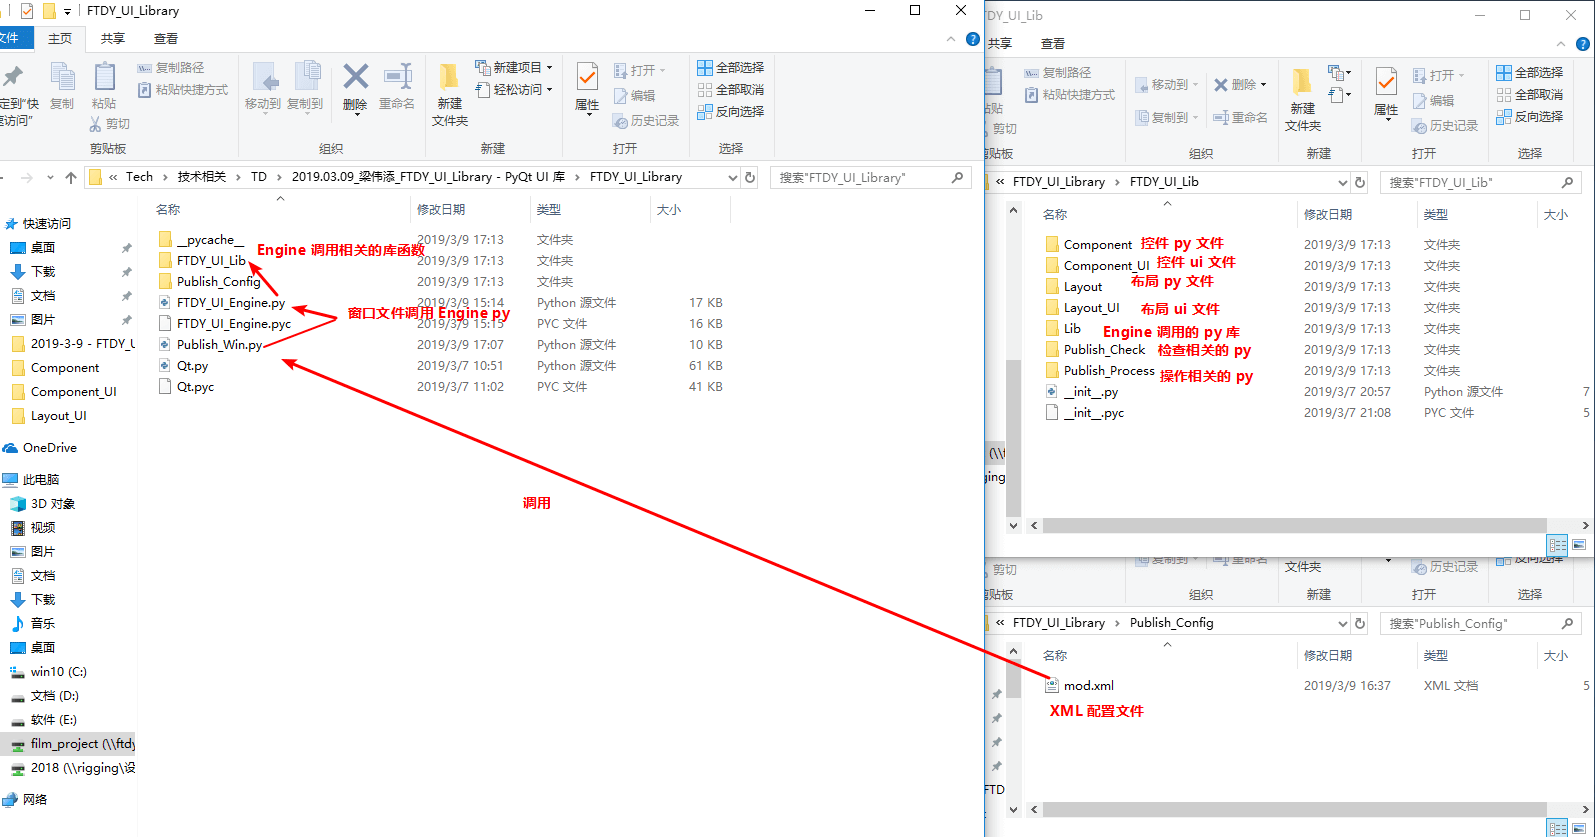 FTDY_UI_Library
文件 主页 共享 查看
定到"快
速访问"
复制
粘贴
复制路径
粘贴快捷方式
剪切
剪贴板
移动到 复制到 删除 重命名
组织
新建
文件夹
新建项目
轻松访问
新建
属性
打开
编辑
历史记录
打开
全部选择
全部取消
反向选择
选择
« Tech › 技术相关 › TD › 2019.03.09_梁伟添_FTDY_UI_Library - PyQt UI 库 › FTDY_UI_Library
搜索"FTDY_UI_Library"
快速访问
桌面
下载
文档
图片
2019-3-9 - FTDY_U
Component
Component_UI
Layout_UI
OneDrive
此电脑
3D 对象
视频
图片
文档
下载
音乐
桌面
win10 (C:)
文档 (D:)
软件 (E:)
film_project (\\ftdy
2018 (\\rigging\设
网络
名称 修改日期 类型 大小
__pycache__ 2019/3/9 17:13 文件夹
Engine 调用相关的库函数
FTDY_UI_Lib 2019/3/9 17:13 文件夹
Publish_Config 2019/3/9 17:13 文件夹
FTDY_UI_Engine.py 2019/3/9 15:14 Python 源文件 17 KB
窗口文件调用 Engine py
FTDY_UI_Engine.pyc 2019/3/9 15:15 PYC 文件 16 KB
Publish_Win.py 2019/3/9 17:07 Python 源文件 10 KB
Qt.py 2019/3/7 10:51 Python 源文件 61 KB
Qt.pyc 2019/3/7 11:02 PYC 文件 41 KB
调用
FTDY_UI_Lib
共享 查看
粘贴
复制路径
粘贴快捷方式
剪切
剪贴板
移动到 删除
复制到 重命名
组织
新建
文件夹
新建
属性
打开
编辑
历史记录
打开
全部选择
全部取消
反向选择
选择
« FTDY_UI_Library › FTDY_UI_Lib
搜索"FTDY_UI_Lib"
名称 修改日期 类型 大小
Component 控件 py 文件 2019/3/9 17:13 文件夹
Component_UI 控件 ui 文件 2019/3/9 17:13 文件夹
Layout 布局 py 文件 2019/3/9 17:13 文件夹
Layout_UI 布局 ui 文件 2019/3/9 17:13 文件夹
Lib Engine 调用的 py 库 2019/3/9 17:13 文件夹
Publish_Check 检查相关的 py 2019/3/9 17:13 文件夹
Publish_Process 操作相关的 py 2019/3/9 17:13 文件夹
__init__.py 2019/3/7 20:57 Python 源文件 7
__init__.pyc 2019/3/7 21:08 PYC 文件 5
(\\f
ging
剪切
剪贴板
复制到 重命名
组织
文件夹
新建
历史记录
打开
反向选择
选择
« FTDY_UI_Library › Publish_Config
搜索"Publish_Config"
名称 修改日期 类型 大小
mod.xml 2019/3/9 16:37 XML 文档 5
XML 配置文件
FTD